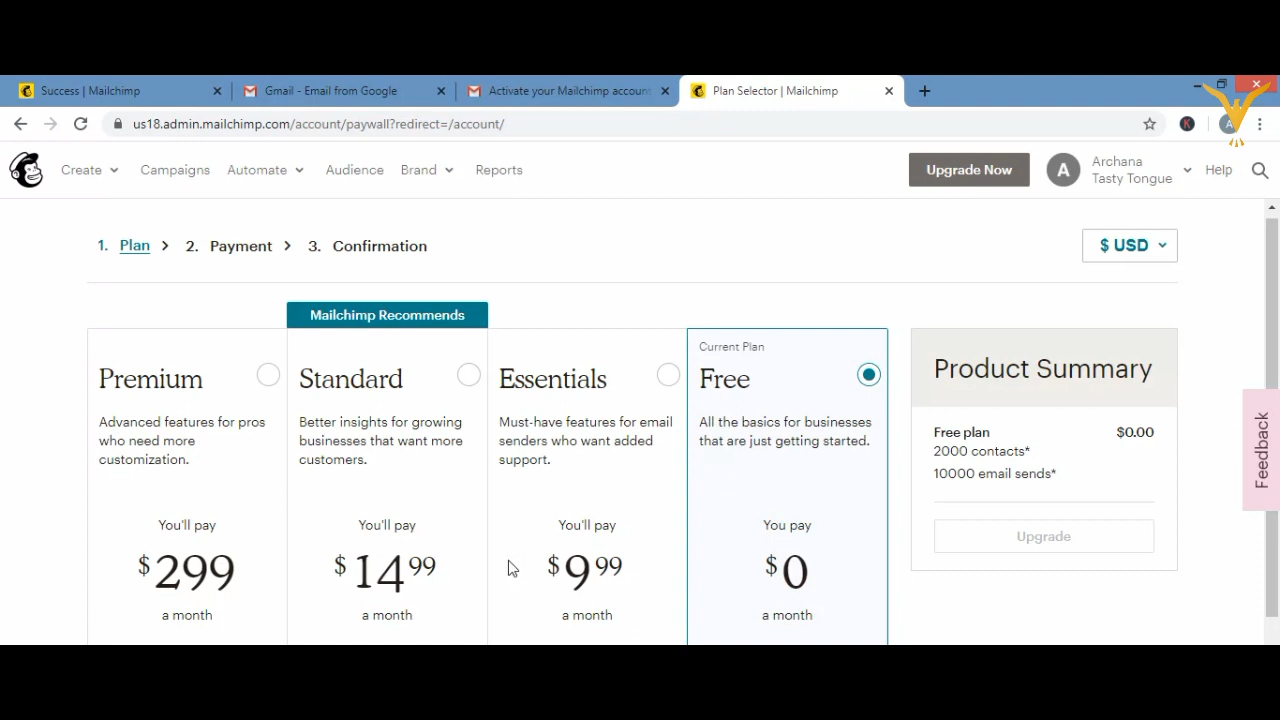 Success | Mailchimp
Gmail - Email from Google
Activate your Mailchimp accoun
Plan Selector | Mailchimp
us18.admin.mailchimp.com/account/paywall?redirect=/account/
K
A
Create
Campaigns
Automate
Audience
Brand
Reports
Upgrade Now
A
Archana
Tasty Tongue
Help
1. Plan > 2. Payment > 3. Confirmation
$ USD
Mailchimp Recommends
Premium
Advanced features for pros
who need more
customization.
You'll pay
$299
a month
Standard
Better insights for growing
businesses that want more
customers.
You'll pay
$14 99
a month
Essentials
Must-have features for email
senders who want added
support.
You'll pay
$9 99
a month
Current Plan
Free
All the basics for businesses
that are just getting started.
You pay
$0
a month
Product Summary
Free plan $0.00
2000 contacts*
10000 email sends*
Upgrade
Feedback